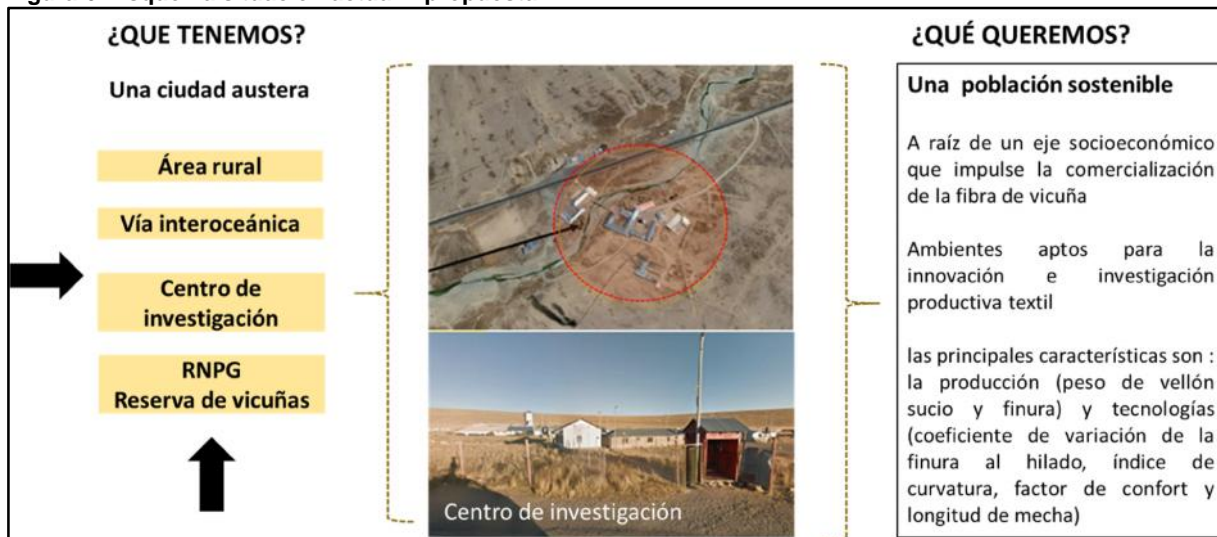 ¿QUE TENEMOS?
Una ciudad austera
Área rural
Vía interoceánica
Centro de
investigación
RNPG
Reserva de vicuñas
Centro de investigación
¿QUÉ QUEREMOS?
Una población sostenible
A raíz de un eje socioeconómico
que impulse la comercialización
de la fibra de vicuña
Ambientes aptos para la
innovación e investigación
productiva textil
las principales características son :
la producción (peso de vellón
sucio y finura) y tecnologías
(coeficiente de variación de la
finura al hilado, índice de
curvatura, factor de confort y
longitud de mecha)